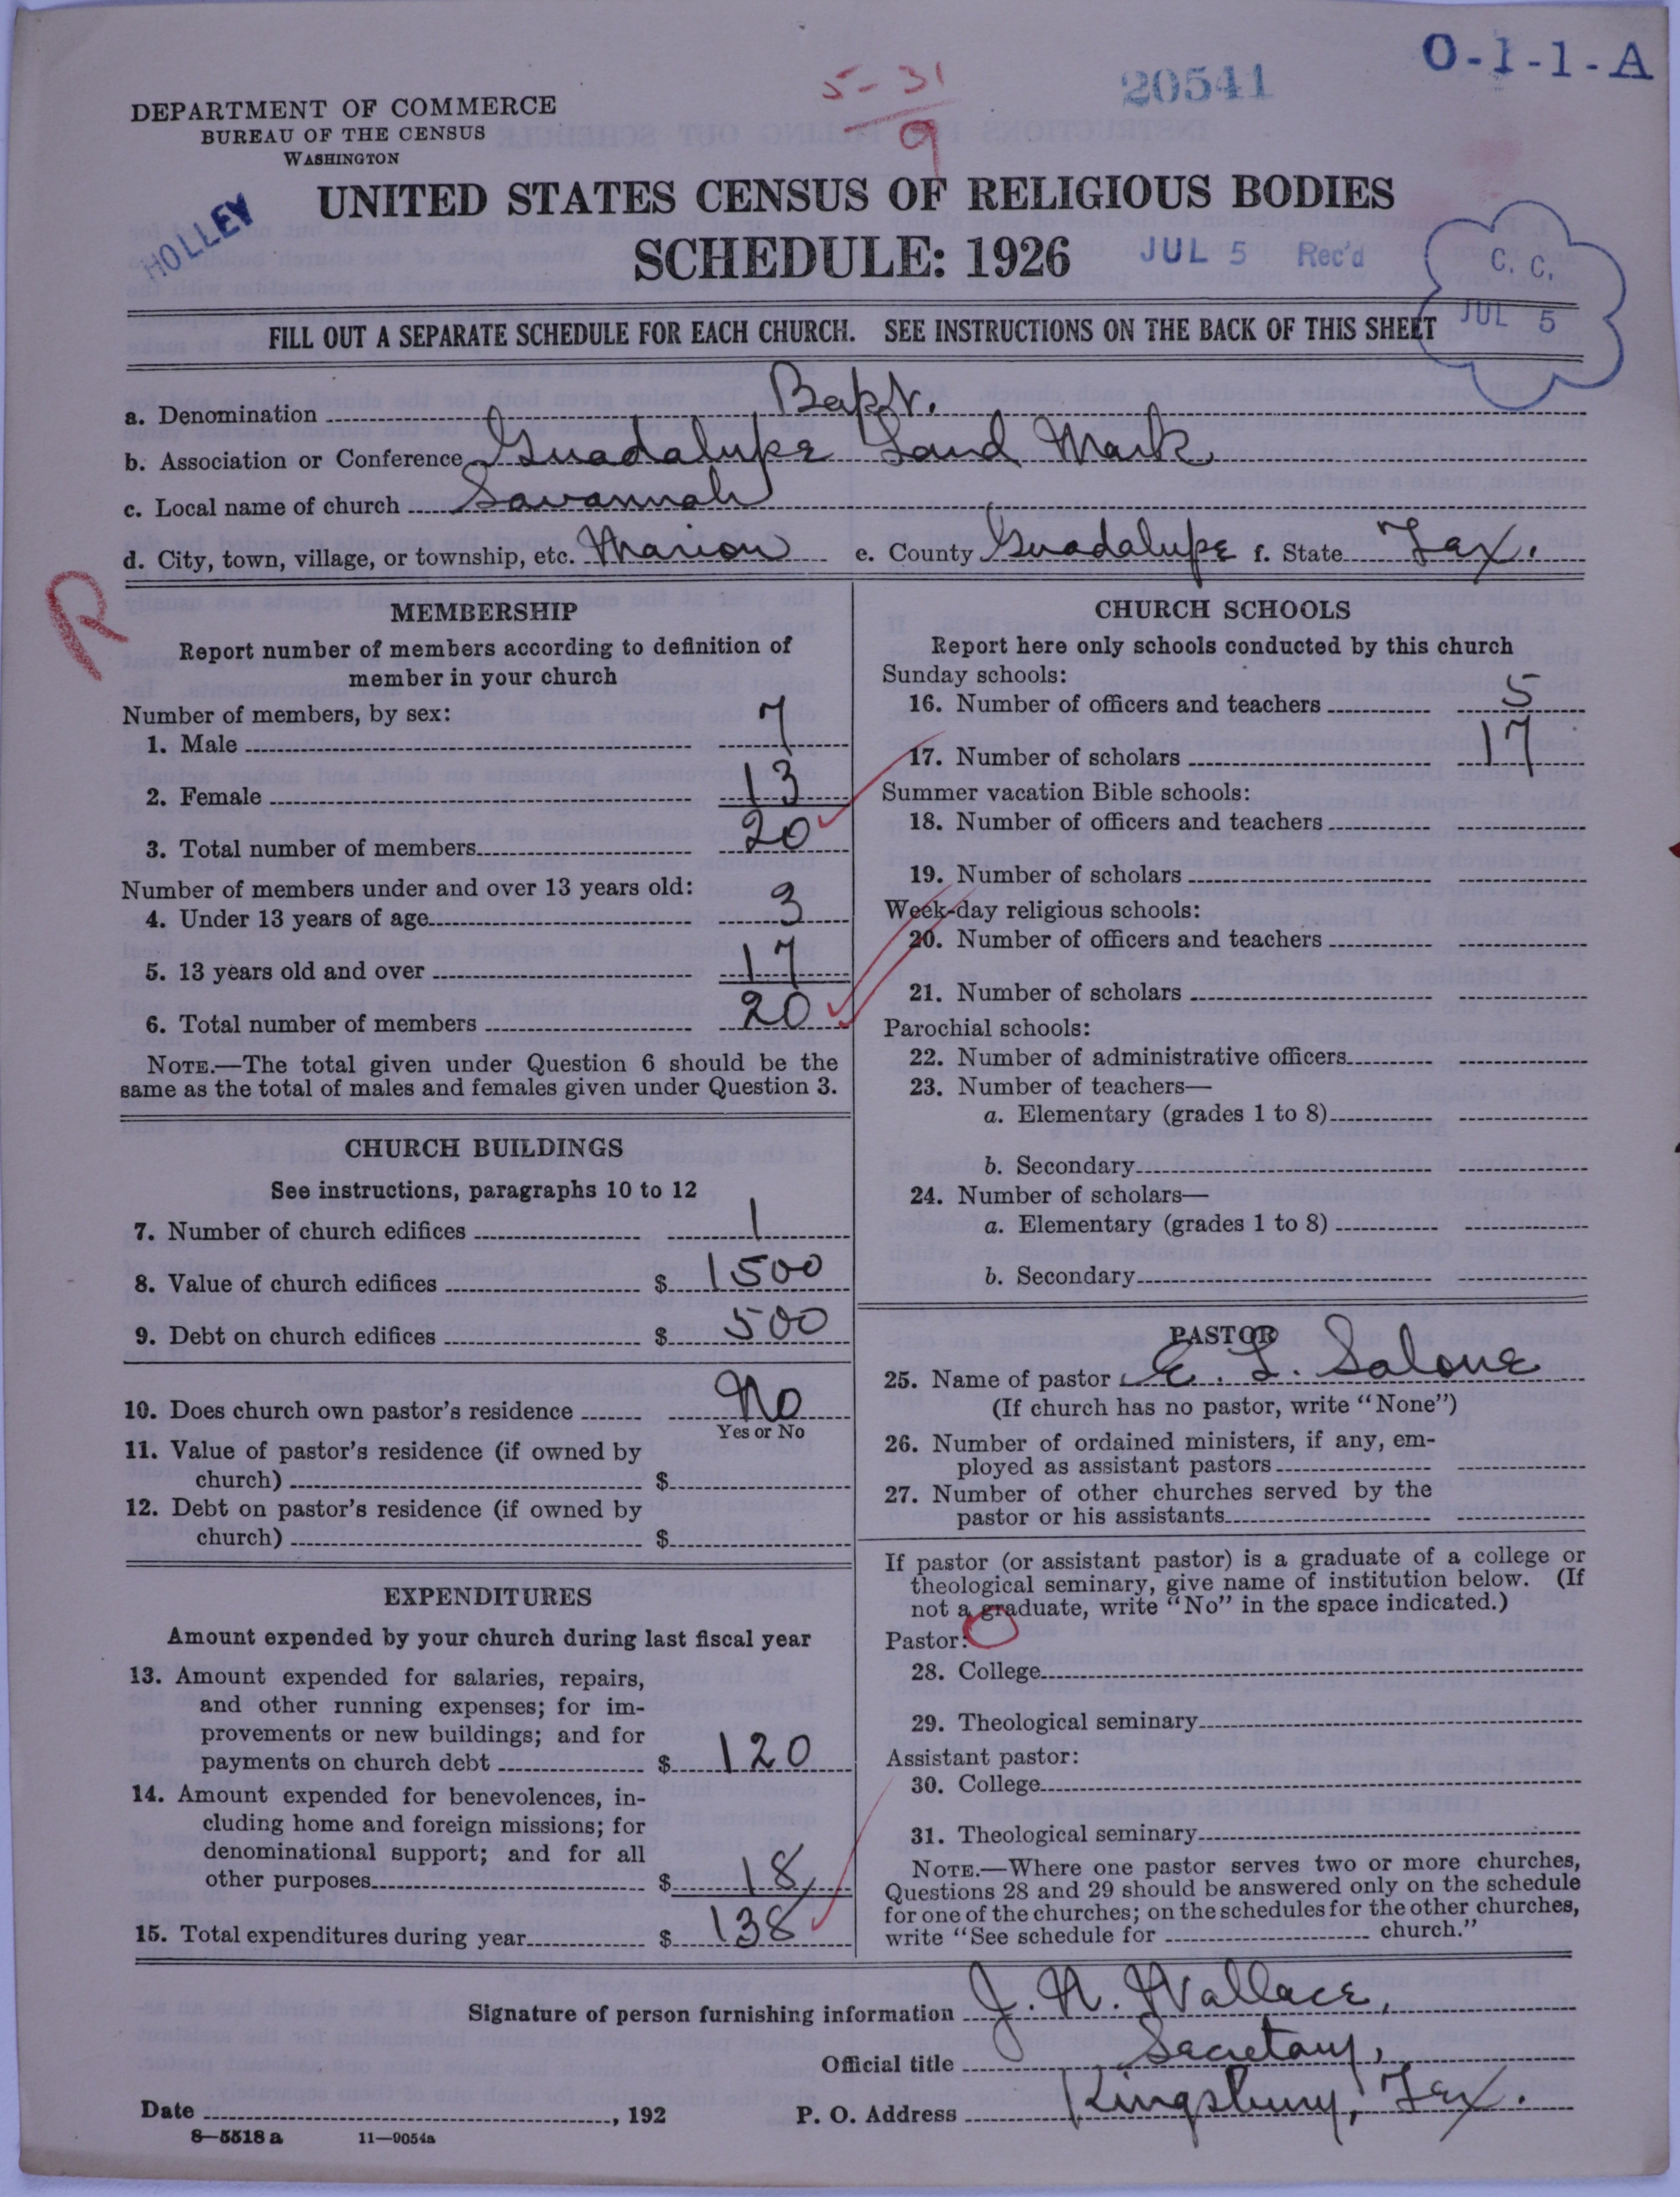 O-1-1-A
20541
5-31
9
DEPARTMENT OF COMMERCE
BUREAU OF THE CENSUS
WASHINGTON
HOLLEY
UNITED STATES CENSUS OF RELIGIOUS BODIES
SCHEDULE: 1926
JUL 5 Rec'd
C. C.
JUL 5
FILL OUT A SEPARATE SCHEDULE FOR EACH CHURCH. SEE INSTRUCTIONS ON THE BACK OF THIS SHEET
a. Denomination Bapt.
b. Association or Conference Guadalupe Land Mark
c. Local name of church Savannah
d. City, town, village, or township, etc. Marion e. County Guadalupe f. State Tex.
R
MEMBERSHIP
Report number of members according to definition of
member in your church
Number of members, by sex:
1. Male 7
2. Female 13
3. Total number of members 20
Number of members under and over 13 years old:
4. Under 13 years of age 3
5. 13 years old and over 17
6. Total number of members 20
NOTE.—The total given under Question 6 should be the
same as the total of males and females given under Question 3.
CHURCH BUILDINGS
See instructions, paragraphs 10 to 12
7. Number of church edifices 1
8. Value of church edifices $ 1500
9. Debt on church edifices $ 500
10. Does church own pastor's residence No
Yes or No
11. Value of pastor's residence (if owned by
church) $
12. Debt on pastor's residence (if owned by
church) $
EXPENDITURES
Amount expended by your church during last fiscal year
13. Amount expended for salaries, repairs,
and other running expenses; for im-
provements or new buildings; and for
payments on church debt $ 120
14. Amount expended for benevolences, in-
cluding home and foreign missions; for
denominational support; and for all
other purposes $ 18
15. Total expenditures during year $ 138
CHURCH SCHOOLS
Report here only schools conducted by this church
Sunday schools:
16. Number of officers and teachers 5
17. Number of scholars 17
Summer vacation Bible schools:
18. Number of officers and teachers
19. Number of scholars
Week-day religious schools:
20. Number of officers and teachers
21. Number of scholars
Parochial schools:
22. Number of administrative officers
23. Number of teachers—
a. Elementary (grades 1 to 8)
b. Secondary
24. Number of scholars—
a. Elementary (grades 1 to 8)
b. Secondary
PASTOR
25. Name of pastor E. L. Salone
(If church has no pastor, write "None")
26. Number of ordained ministers, if any, em-
ployed as assistant pastors
27. Number of other churches served by the
pastor or his assistants
If pastor (or assistant pastor) is a graduate of a college or
theological seminary, give name of institution below. (If
not a graduate, write "No" in the space indicated.)
Pastor:
28. College
29. Theological seminary
Assistant pastor:
30. College
31. Theological seminary
NOTE.—Where one pastor serves two or more churches,
Questions 28 and 29 should be answered only on the schedule
for one of the churches; on the schedules for the other churches,
write "See schedule for church."
Signature of person furnishing information J. N. Wallace,
Official title Secretary,
Date , 192 P. O. Address Kingsbury, Tex.
8—5518 a 11—9054a